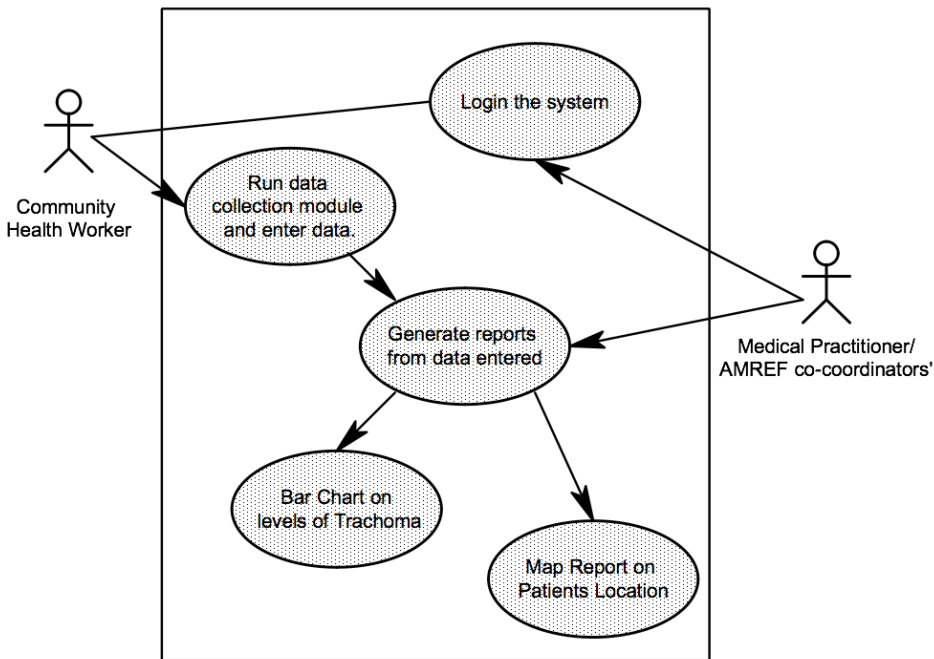 Login the system
Community
Health Worker
Run data
collection module
and enter data.
Generate reports
from data entered
Medical Practitioner/
AMREF co-coordinators'
Bar Chart on
levels of Trachoma
Map Report on
Patients Location